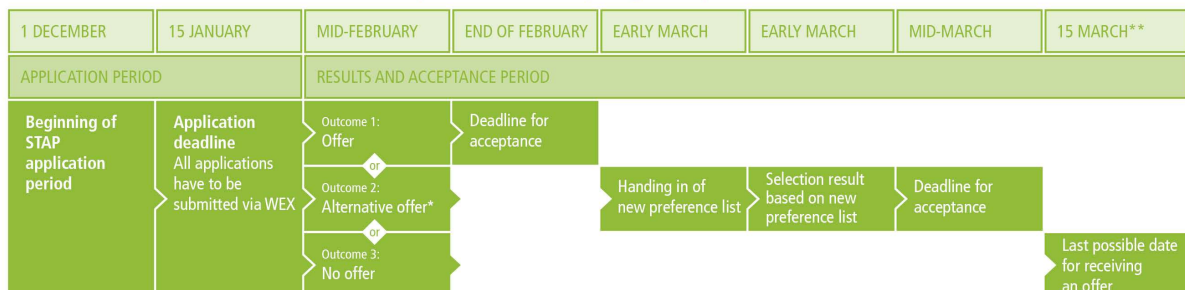 1 DECEMBER
15 JANUARY
MID-FEBRUARY
END OF FEBRUARY
EARLY MARCH
EARLY MARCH
MID-MARCH
15 MARCH**
APPLICATION PERIOD
RESULTS AND ACCEPTANCE PERIOD
Beginning of
STAP
application
period
Application
deadline
All applications
have to be
submitted via WEX
Outcome 1:
Offer
or
Outcome 2:
Alternative offer*
or
Outcome 3:
No offer
Deadline for
acceptance
Handing in of
new preference list
Selection result
based on new
preference list
Deadline for
acceptance
Last possible date
for receiving
an offer